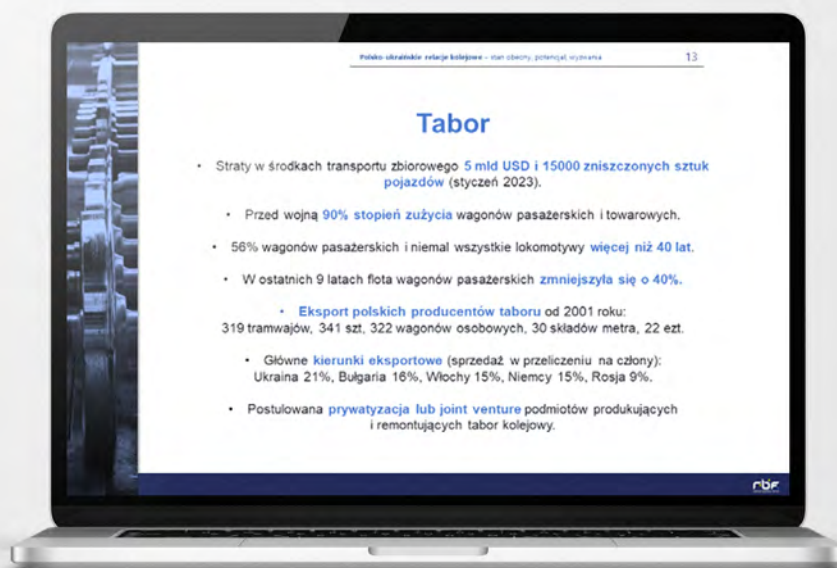 Polsko-ukraińskie relacje kolejowe – stan obecny, potencjał, wyzwania
13
Tabor
• Straty w środkach transportu zbiorowego 5 mld USD i 15000 zniszczonych sztuk
pojazdów (styczeń 2023).
• Przed wojną 90% stopień zużycia wagonów pasażerskich i towarowych.
• 56% wagonów pasażerskich i niemal wszystkie lokomotywy więcej niż 40 lat.
• W ostatnich 9 latach flota wagonów pasażerskich zmniejszyła się o 40%.
• Eksport polskich producentów taboru od 2001 roku:
319 tramwajów, 341 szt, 322 wagonów osobowych, 30 składów metra, 22 ezt.
• Główne kierunki eksportowe (sprzedaż w przeliczeniu na człony):
Ukraina 21%, Bułgaria 16%, Włochy 15%, Niemcy 15%, Rosja 9%.
• Postulowana prywatyzacja lub joint venture podmiotów produkujących
i remontujących tabor kolejowy.
rbf